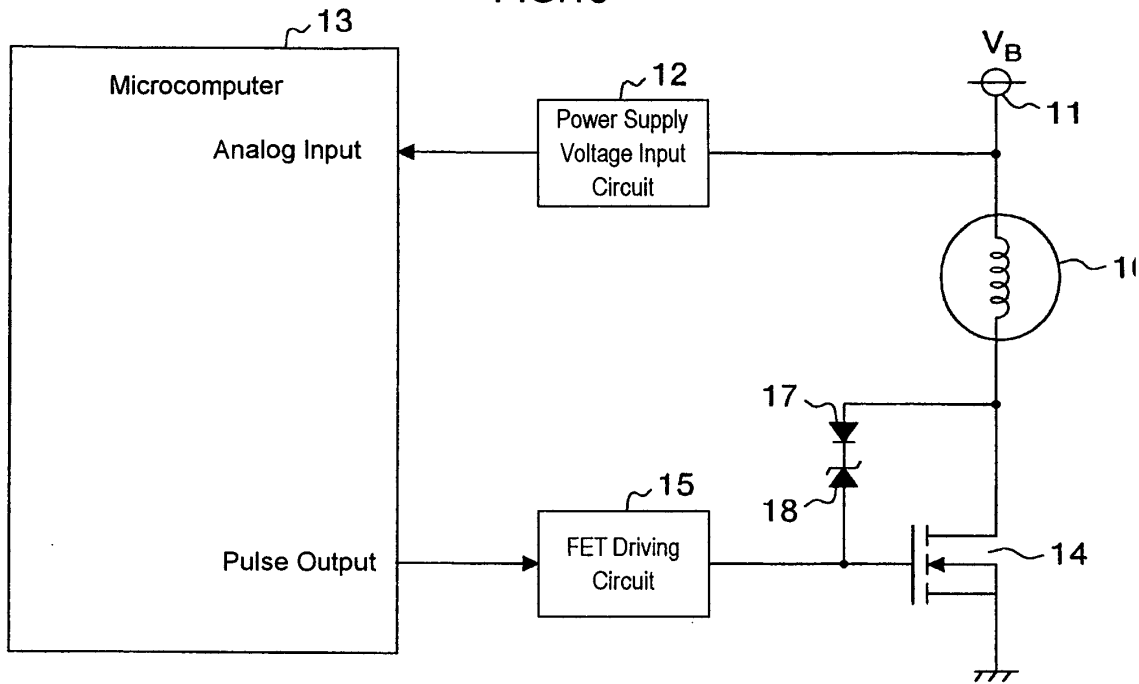 13
Microcomputer
Analog Input
12
Power Supply
Voltage Input
Circuit
V_B
11
17
18
15
FET Driving
Circuit
14
Pulse Output